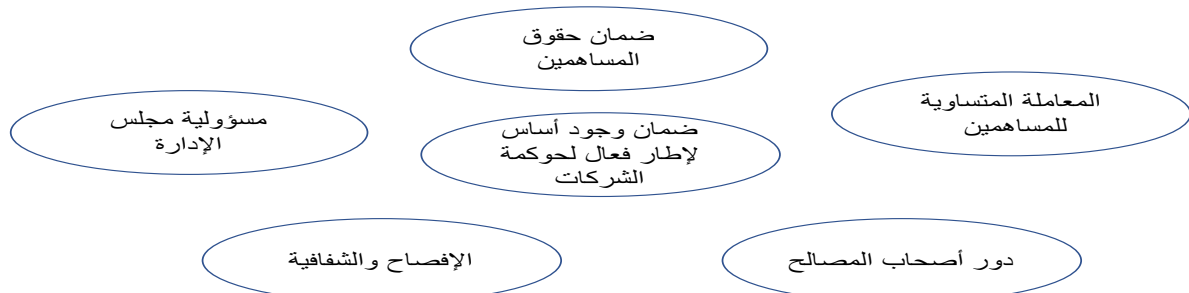 ضمان حقوق
المساهمين
المعاملة المتساوية
للمساهمين
مسؤولية مجلس
الإدارة
ضمان وجود أساس
لإطار فعال لحوكمة
الشركات
دور أصحاب المصالح
الإفصاح والشفافية